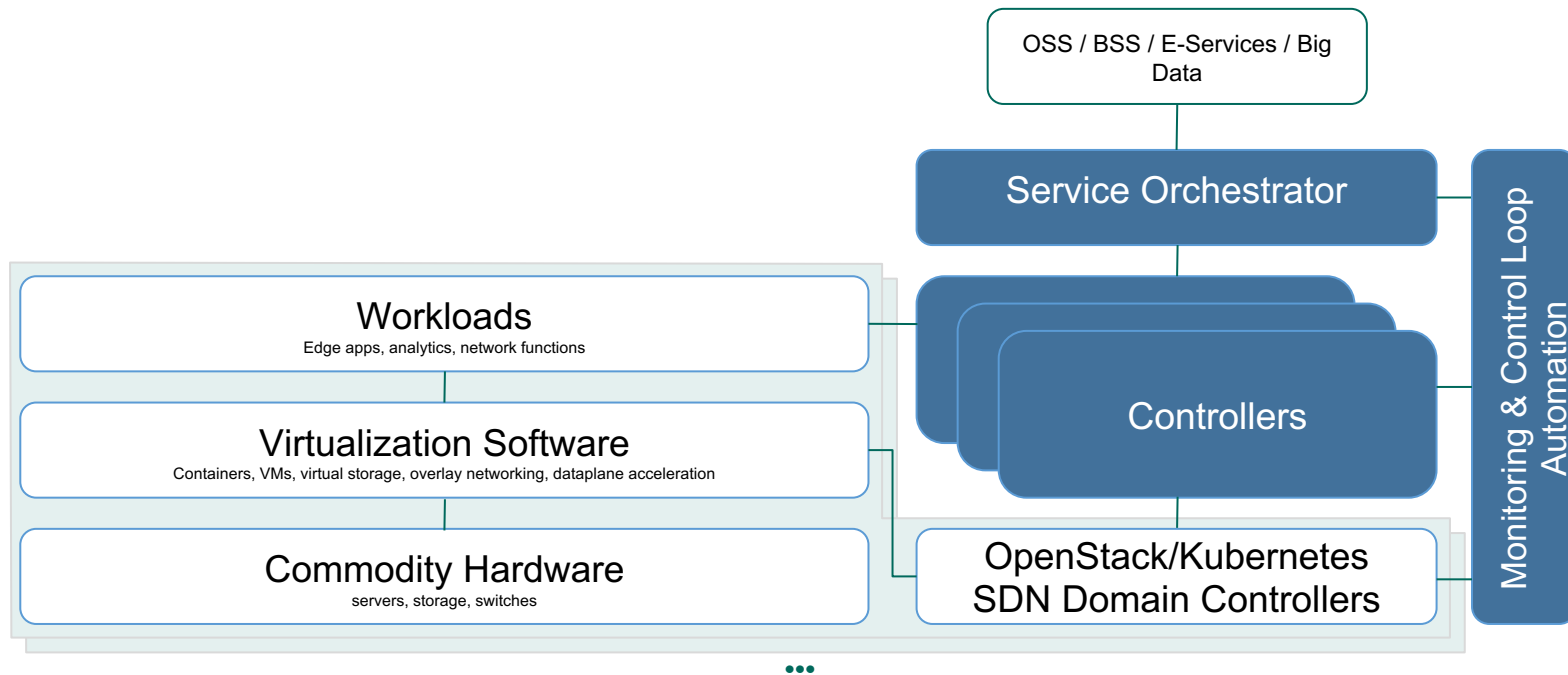 OSS / BSS / E-Services / Big
Data
Service Orchestrator
Workloads
Edge apps, analytics, network functions
Controllers
Virtualization Software
Containers, VMs, virtual storage, overlay networking, dataplane acceleration
Commodity Hardware
servers, storage, switches
OpenStack/Kubernetes
SDN Domain Controllers
Monitoring & Control Loop
Automation
...